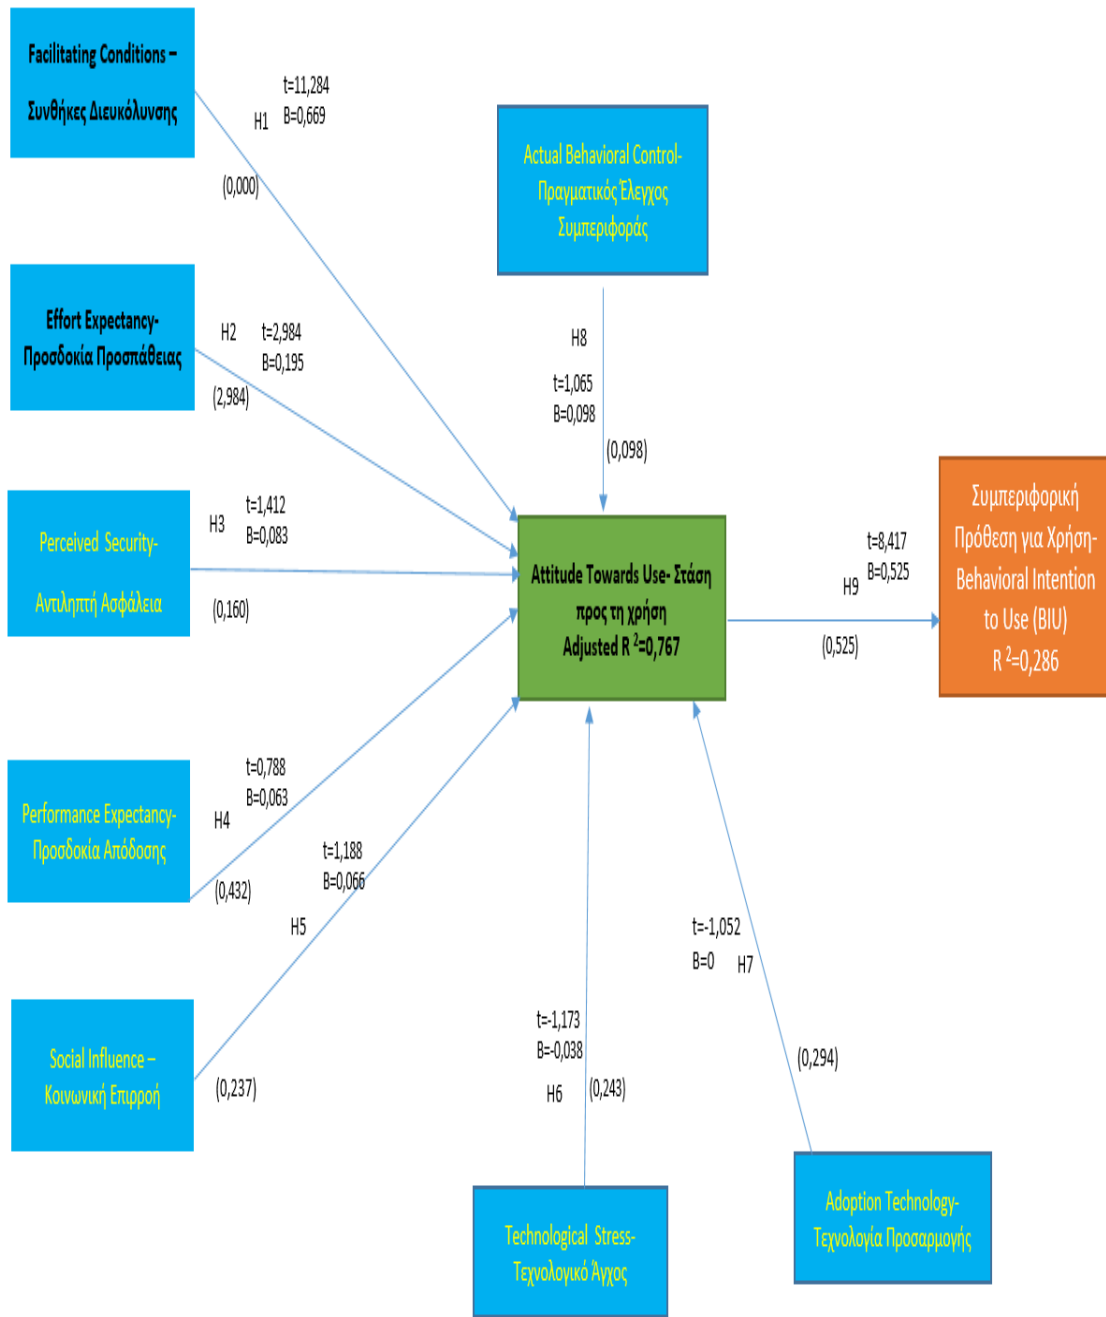 Facilitating Conditions –
Συνθήκες Διευκόλυνσης
t=11,284
B=0,669
H1
(0,000)
Actual Behavioral Control-
Πραγματικός Έλεγχος
Συμπεριφοράς
Effort Expectancy-
Προσδοκία Προσπάθειας
H2
t=2,984
B=0,195
(2,984)
H8
t=1,065
B=0,098
(0,098)
Perceived Security-
Αντιληπτή Ασφάλεια
H3
t=1,412
B=0,083
(0,160)
Attitude Towards Use- Στάση
προς τη χρήση
Adjusted R ²=0,767
t=8,417
B=0,525
H9
(0,525)
Συμπεριφορική
Πρόθεση για Χρήση-
Behavioral Intention
to Use (BIU)
R ²=0,286
Performance Expectancy-
Προσδοκία Απόδοσης
t=0,788
B=0,063
H4
(0,432)
t=1,188
B=0,066
H5
Social Influence –
Κοινωνική Επιρροή
(0,237)
t=-1,173
B=-0,038
H6
(0,243)
t=-1,052
B=0
H7
(0,294)
Technological Stress-
Τεχνολογικό Άγχος
Adoption Technology-
Τεχνολογία Προσαρμογής